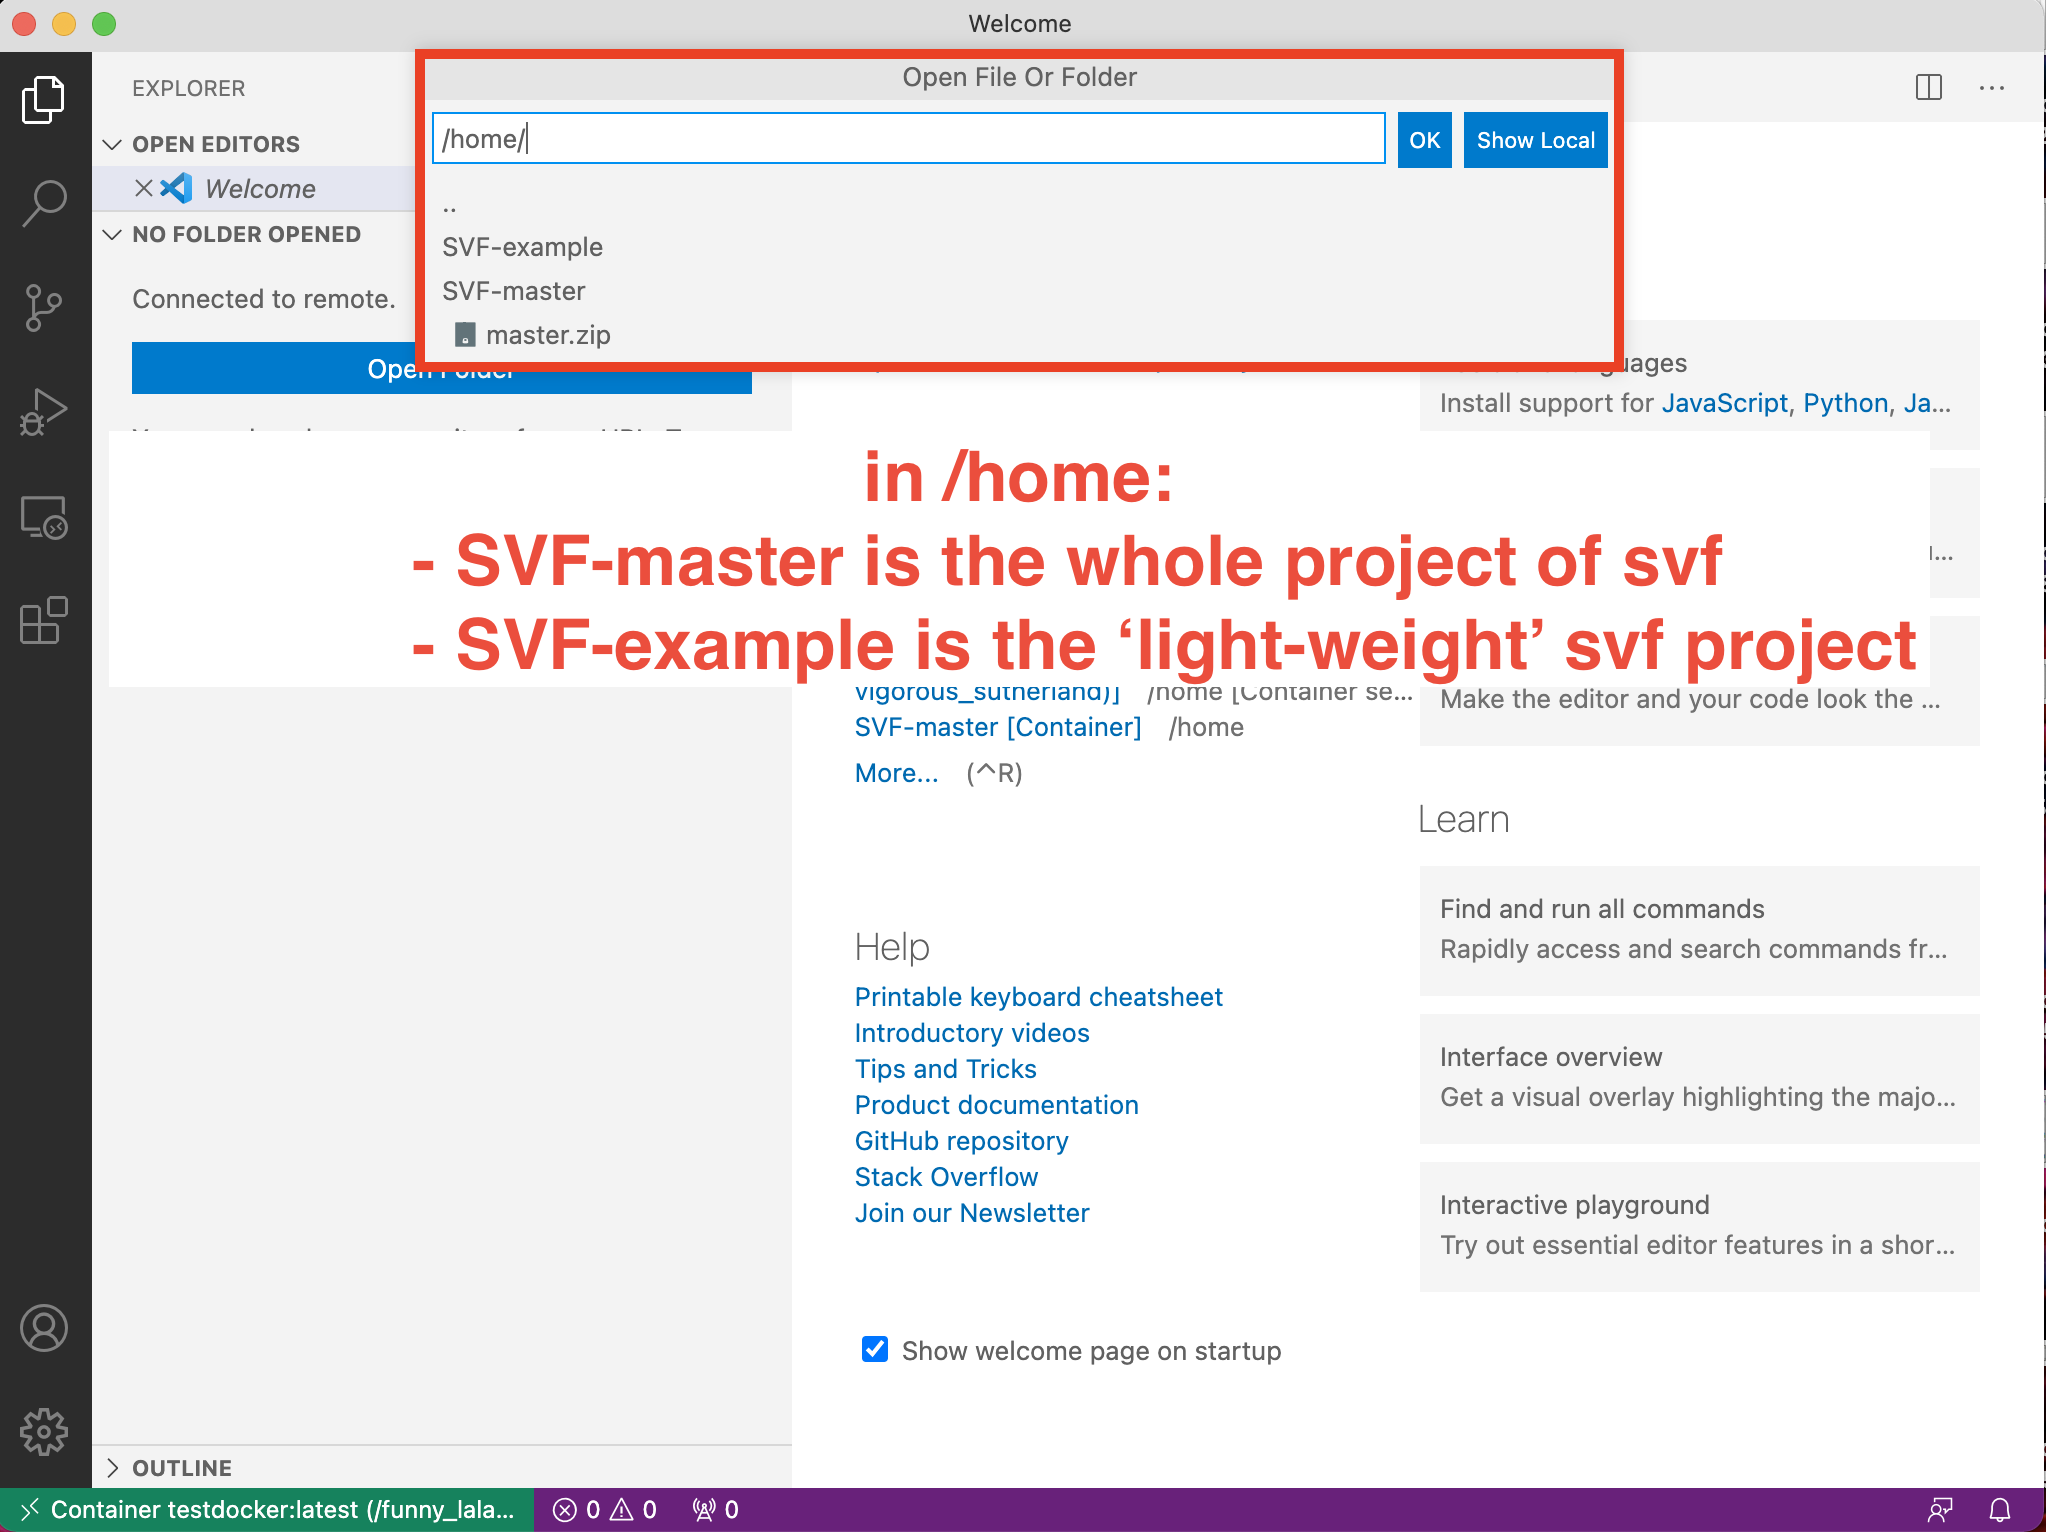 Welcome
EXPLORER
OPEN EDITORS
Welcome
NO FOLDER OPENED
Connected to remote.
Open Folder
Open File Or Folder
/home/
OK
Show Local
..
SVF-example
SVF-master
master.zip
Install support for JavaScript, Python, Ja...
in /home:
- SVF-master is the whole project of svf
- SVF-example is the ‘light-weight’ svf project
vigorous_sutherland)] /home [Container se...
SVF-master [Container] /home
More... (^R)
Make the editor and your code look the ...
Learn
Find and run all commands
Rapidly access and search commands fr...
Interface overview
Get a visual overlay highlighting the majo...
Interactive playground
Try out essential editor features in a shor...
Help
Printable keyboard cheatsheet
Introductory videos
Tips and Tricks
Product documentation
GitHub repository
Stack Overflow
Join our Newsletter
Show welcome page on startup
OUTLINE
Container testdocker:latest (/funny_lala...
0 0 0